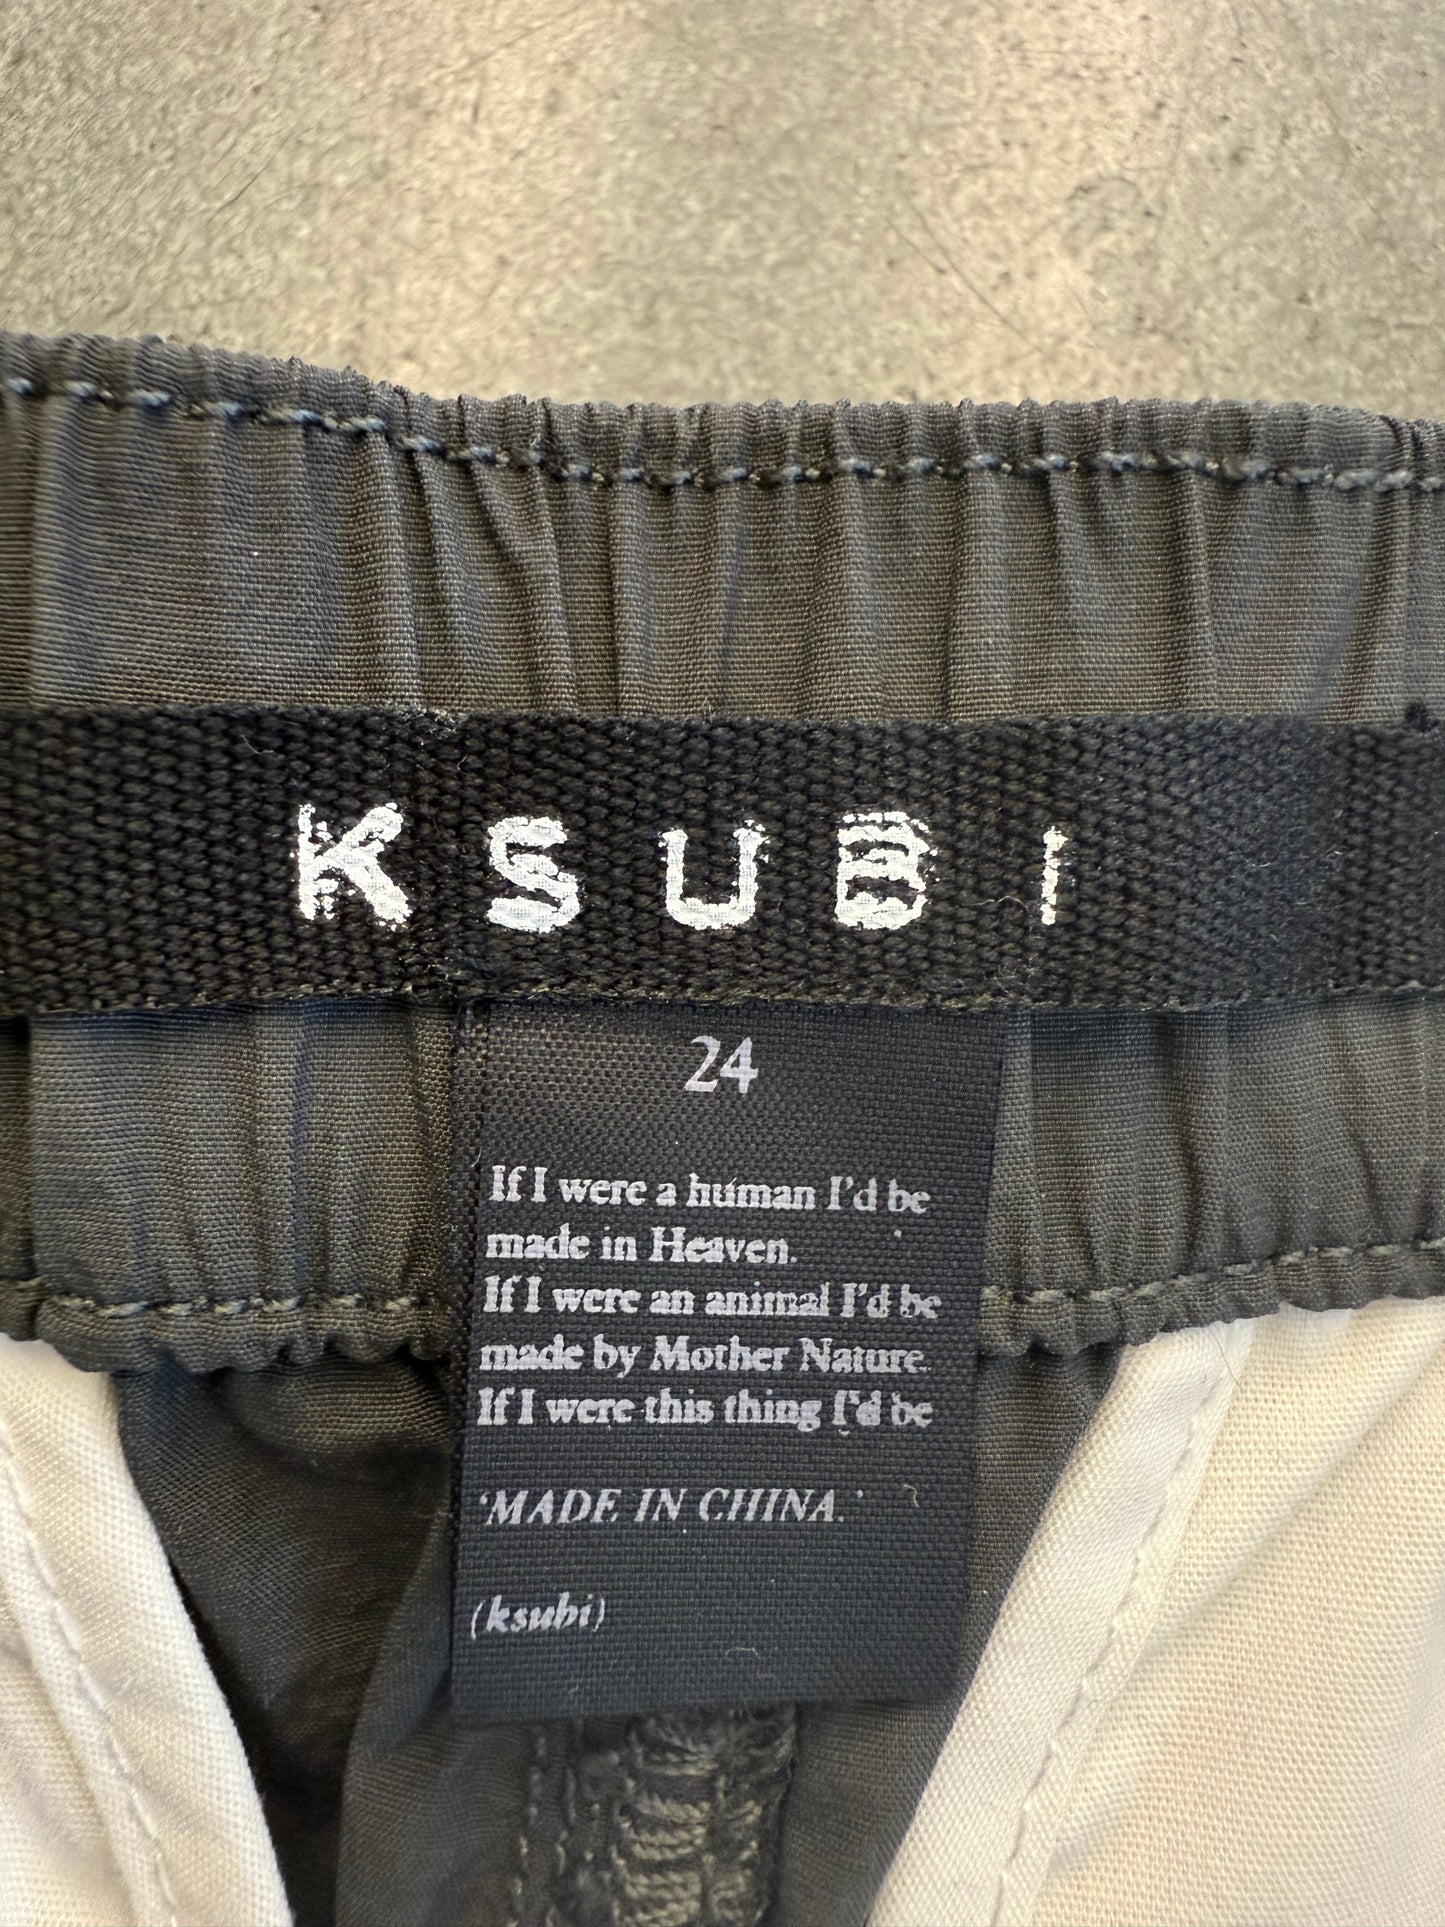 KSUBI
24
If I were a human I'd be
made in Heaven.
If I were an animal I'd be
made by Mother Nature.
If I were this thing I'd be
'MADE IN CHINA.'
(ksubi)